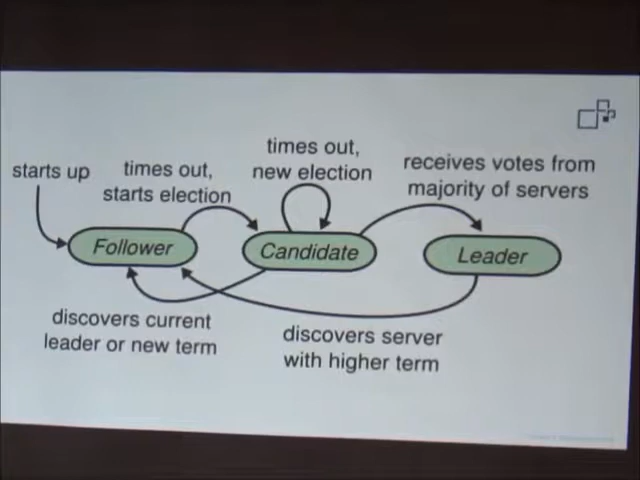 starts up
times out,
starts election
times out,
new election
receives votes from
majority of servers
Follower
Candidate
Leader
discovers current
leader or new term
discovers server
with higher term